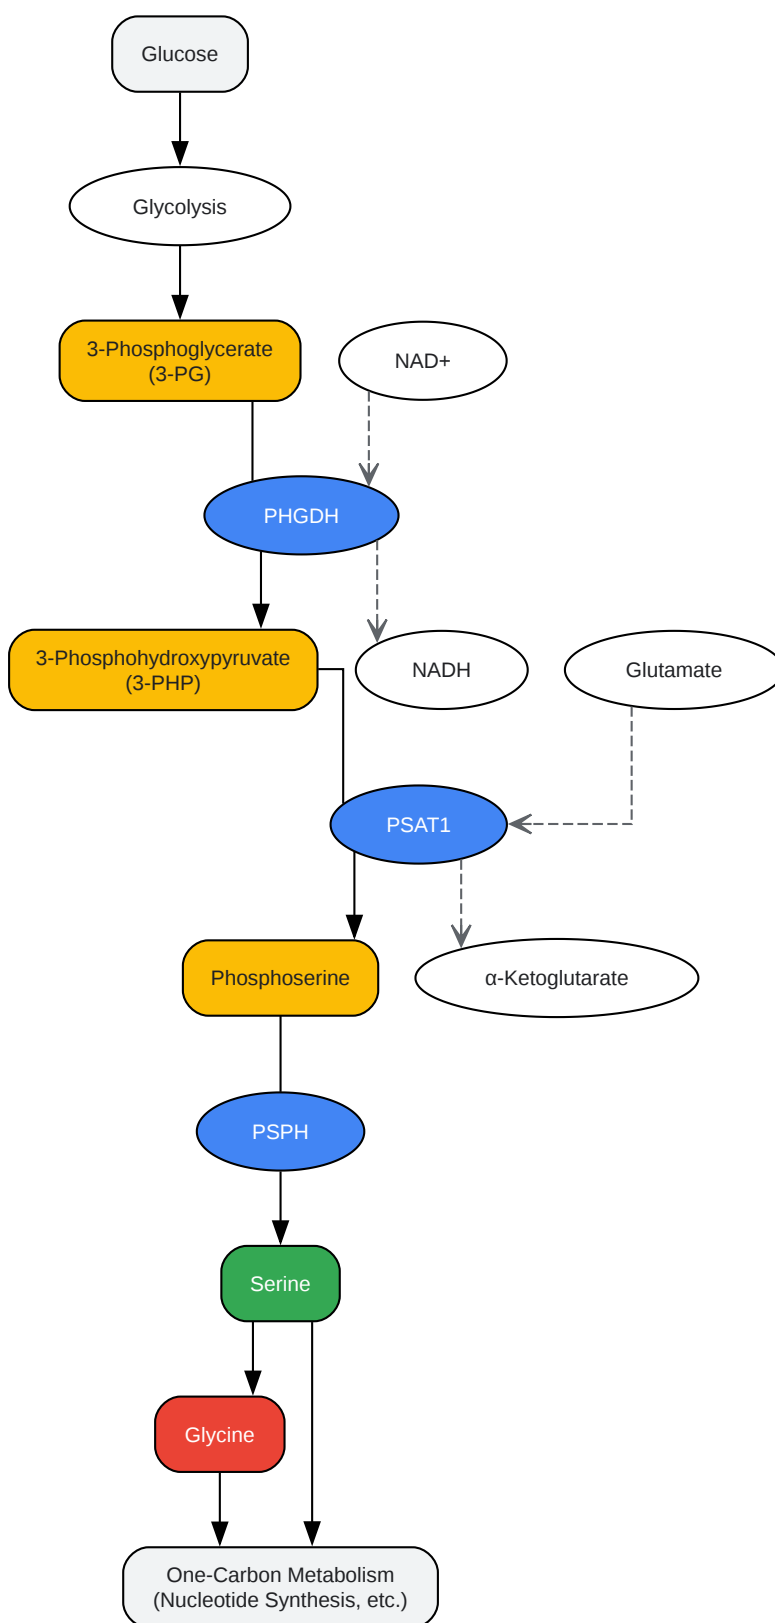 Glucose
Glycolysis
3-Phosphoglycerate
(3-PG)
NAD+
PHGDH
3-Phosphohydroxypyruvate
(3-PHP)
NADH
Glutamate
PSAT1
Phosphoserine
α-Ketoglutarate
PSPH
Serine
Glycine
One-Carbon Metabolism
(Nucleotide Synthesis, etc.)